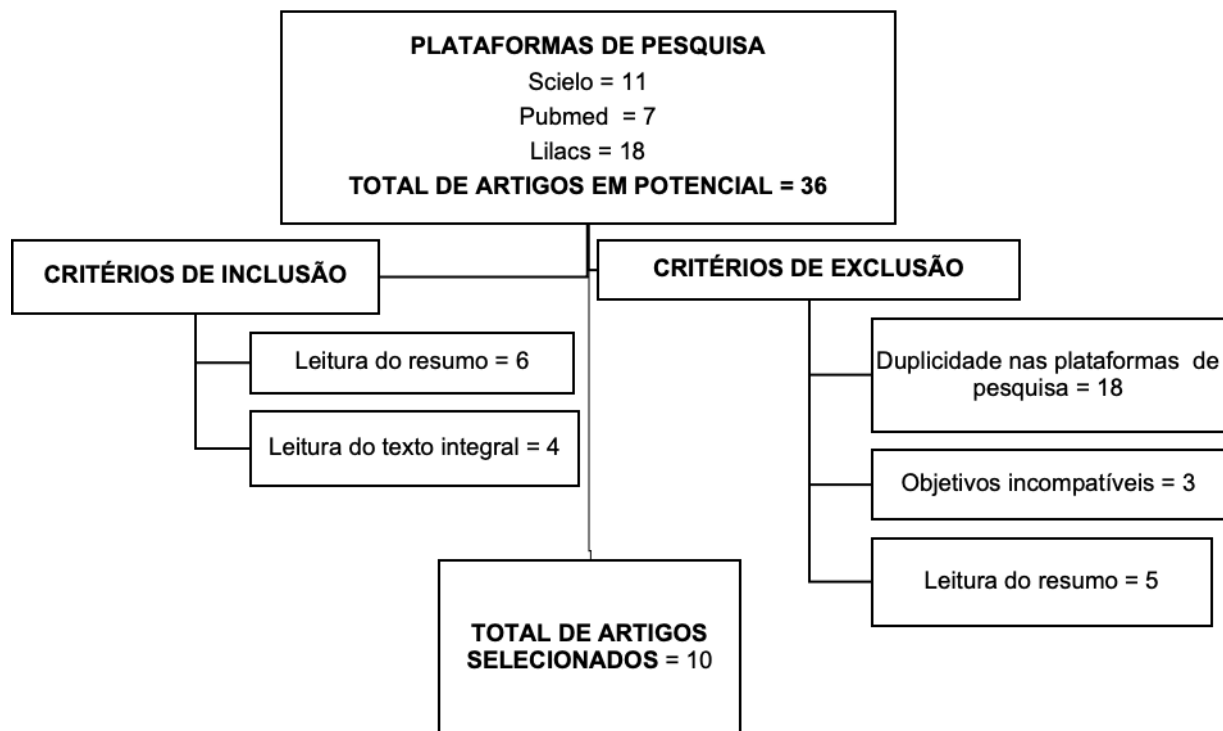 PLATAFORMAS DE PESQUISA
Scielo = 11
Pubmed = 7
Lilacs = 18
TOTAL DE ARTIGOS EM POTENCIAL = 36
CRITÉRIOS DE INCLUSÃO
Leitura do resumo = 6
Leitura do texto integral = 4
CRITÉRIOS DE EXCLUSÃO
Duplicidade nas plataformas de
pesquisa = 18
Objetivos incompatíveis = 3
Leitura do resumo = 5
TOTAL DE ARTIGOS
SELECIONADOS = 10